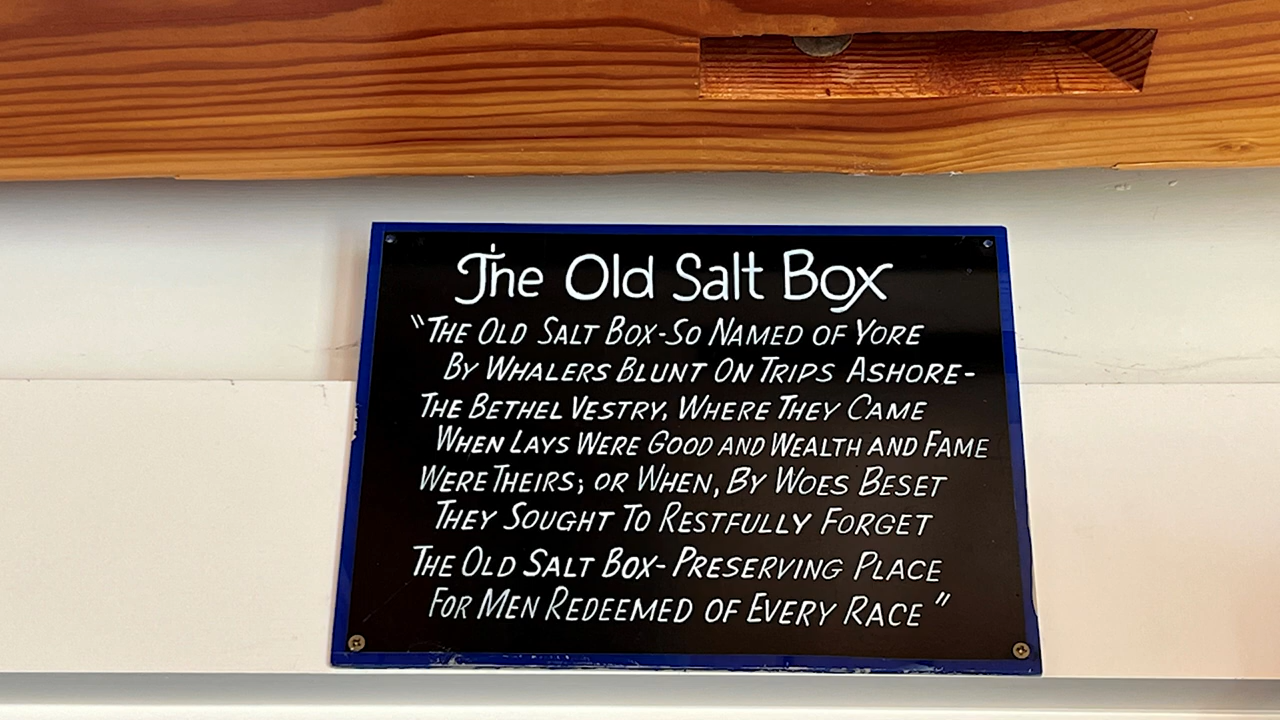 The Old Salt Box
"THE OLD SALT BOX-SO NAMED OF YORE
BY WHALERS BLUNT ON TRIPS ASHORE-
THE BETHEL VESTRY, WHERE THEY CAME
WHEN LAYS WERE GOOD AND WEALTH AND FAME
WERE THEIRS; OR WHEN, BY WOES BESET
THEY SOUGHT TO RESTFULLY FORGET
THE OLD SALT BOX-PRESERVING PLACE
FOR MEN REDEEMED OF EVERY RACE"